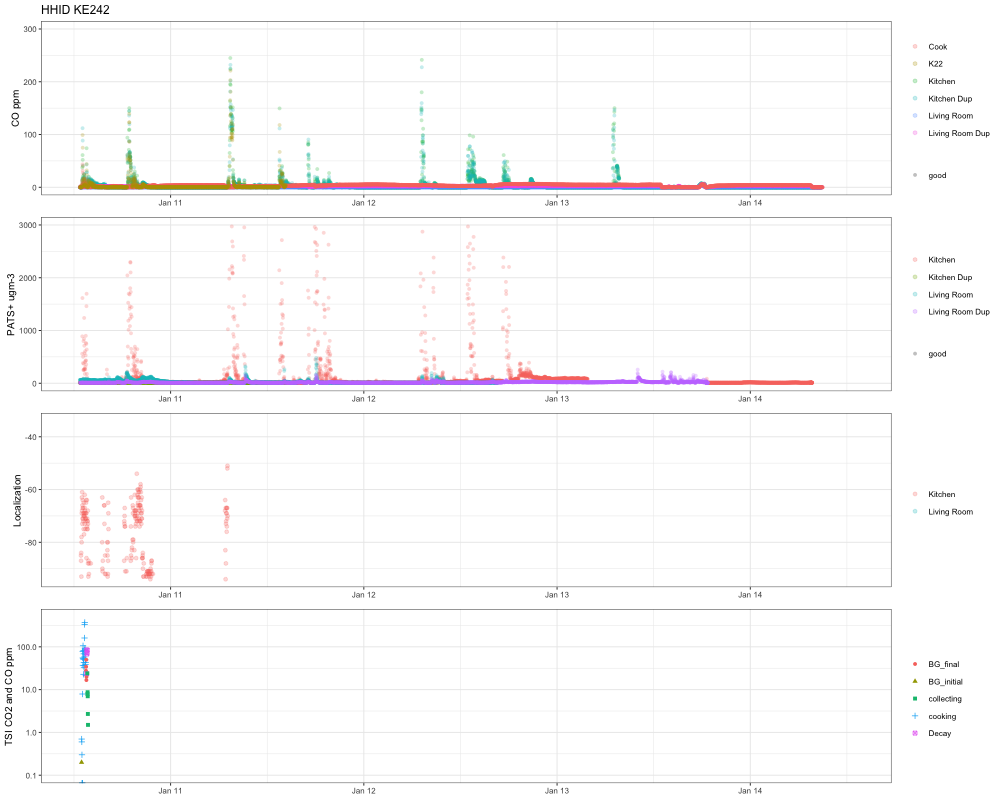 HHID KE242
CO ppm
300
200
100
0
Jan 11 Jan 12 Jan 13 Jan 14
Cook
K22
Kitchen
Kitchen Dup
Living Room
Living Room Dup
good
PATS+ ugm-3
3000
2000
1000
0
Jan 11 Jan 12 Jan 13 Jan 14
Kitchen
Kitchen Dup
Living Room
Living Room Dup
good
Localization
-40
-60
-80
Jan 11 Jan 12 Jan 13 Jan 14
Kitchen
Living Room
TSI CO2 and CO ppm
100.0
10.0
1.0
0.1
Jan 11 Jan 12 Jan 13 Jan 14
BG_final
BG_initial
collecting
cooking
Decay